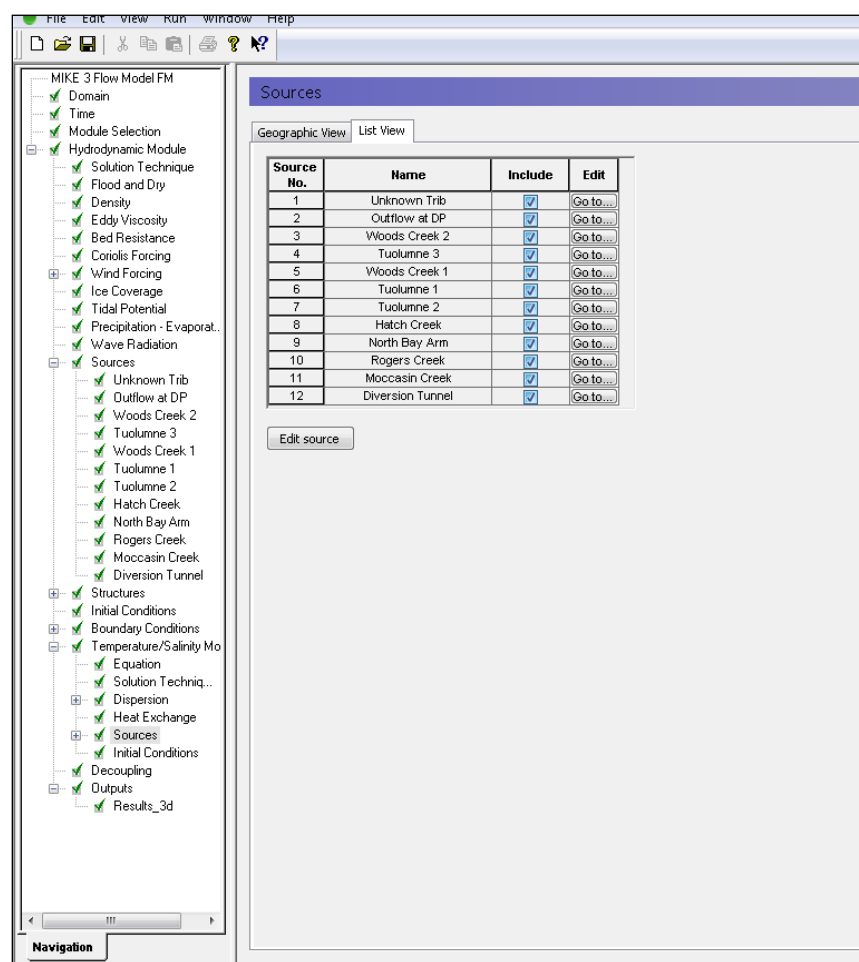 File Edit View Run Window Help
MIKE 3 Flow Model FM
Domain
Time
Module Selection
Hydrodynamic Module
Solution Technique
Flood and Dry
Density
Eddy Viscosity
Bed Resistance
Coriolis Forcing
Wind Forcing
Ice Coverage
Tidal Potential
Precipitation - Evaporat..
Wave Radiation
Sources
Unknown Trib
Outflow at DP
Woods Creek 2
Tuolumne 3
Woods Creek 1
Tuolumne 1
Tuolumne 2
Hatch Creek
North Bay Arm
Rogers Creek
Moccasin Creek
Diversion Tunnel
Structures
Initial Conditions
Boundary Conditions
Temperature/Salinity Mo
Equation
Solution Techniq...
Dispersion
Heat Exchange
Sources
Initial Conditions
Decoupling
Outputs
Results_3d
Navigation
Sources
Geographic View List View
Source No. Name Include Edit
1 Unknown Trib Go to...
2 Outflow at DP Go to...
3 Woods Creek 2 Go to...
4 Tuolumne 3 Go to...
5 Woods Creek 1 Go to...
6 Tuolumne 1 Go to...
7 Tuolumne 2 Go to...
8 Hatch Creek Go to...
9 North Bay Arm Go to...
10 Rogers Creek Go to...
11 Moccasin Creek Go to...
12 Diversion Tunnel Go to...
Edit source